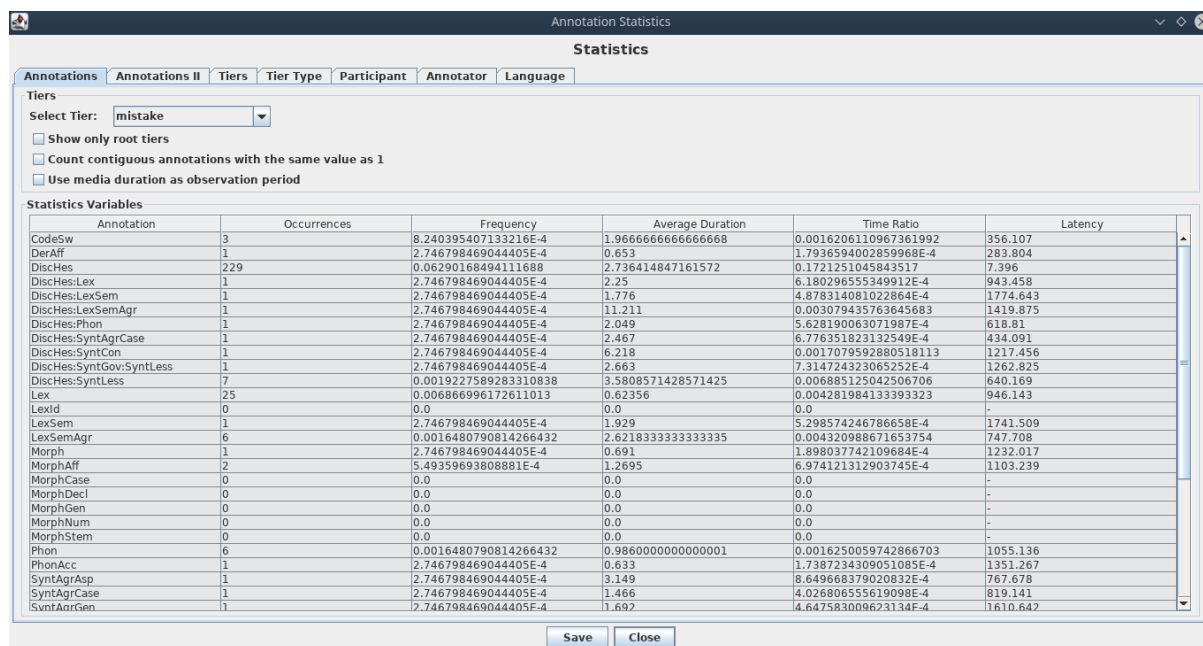 Annotation Statistics
Statistics
Annotations Annotations II Tiers Tier Type Participant Annotator Language
Tiers
Select Tier: mistake
Show only root tiers
Count contiguous annotations with the same value as 1
Use media duration as observation period
Statistics Variables
Annotation Occurrences Frequency Average Duration Time Ratio Latency
CodeSw 3 8.240395407133216E-4 1.9666666666666668 0.0016206110967361992 356.107
DerAff 1 2.746798469044405E-4 0.653 1.7936594002859968E-4 283.804
DiscHes 229 0.06290168494111688 2.736414847161572 0.1721251045843517 7.396
DiscHes:Lex 1 2.746798469044405E-4 2.25 6.180296555349912E-4 943.458
DiscHes:LexSem 1 2.746798469044405E-4 1.776 4.878314081022864E-4 1774.643
DiscHes:LexSemAgr 1 2.746798469044405E-4 11.211 0.003079435763645683 1419.875
DiscHes:Phon 1 2.746798469044405E-4 2.049 5.628190063071987E-4 618.81
DiscHes:SyntAgrCase 1 2.746798469044405E-4 2.467 6.776351823132549E-4 434.091
DiscHes:SyntCon 1 2.746798469044405E-4 6.218 0.0017079592880518113 1217.456
DiscHes:SyntGov:SyntLess 1 2.746798469044405E-4 2.663 7.314724323065252E-4 1262.825
DiscHes:SyntLess 7 0.0019227589283310838 3.5808571428571425 0.006885125042506706 640.169
Lex 25 0.006866996172611013 0.62356 0.004281984133393323 946.143
LexId 0 0.0 0.0 0.0 -
LexSem 1 2.746798469044405E-4 1.929 5.298574246786658E-4 1741.509
LexSemAgr 6 0.0016480790814266432 2.6218333333333335 0.004320988671653754 747.708
Morph 1 2.746798469044405E-4 0.691 1.898037742109684E-4 1232.017
MorphAff 2 5.49359693808881E-4 1.2695 6.974121312903745E-4 1103.239
MorphCase 0 0.0 0.0 0.0 -
MorphDecl 0 0.0 0.0 0.0 -
MorphGen 0 0.0 0.0 0.0 -
MorphNum 0 0.0 0.0 0.0 -
MorphStem 0 0.0 0.0 0.0 -
Phon 6 0.0016480790814266432 0.9860000000000001 0.0016250059742866703 1055.136
PhonAcc 1 2.746798469044405E-4 0.633 1.7387234309051085E-4 1351.267
SyntAgrAsp 1 2.746798469044405E-4 3.149 8.649668379020832E-4 767.678
SyntAgrCase 1 2.746798469044405E-4 1.466 4.026806555619098E-4 819.141
SyntAgrGen 1 2.746798469044405E-4 1.692 4.647583009623134E-4 1610.642
Save Close